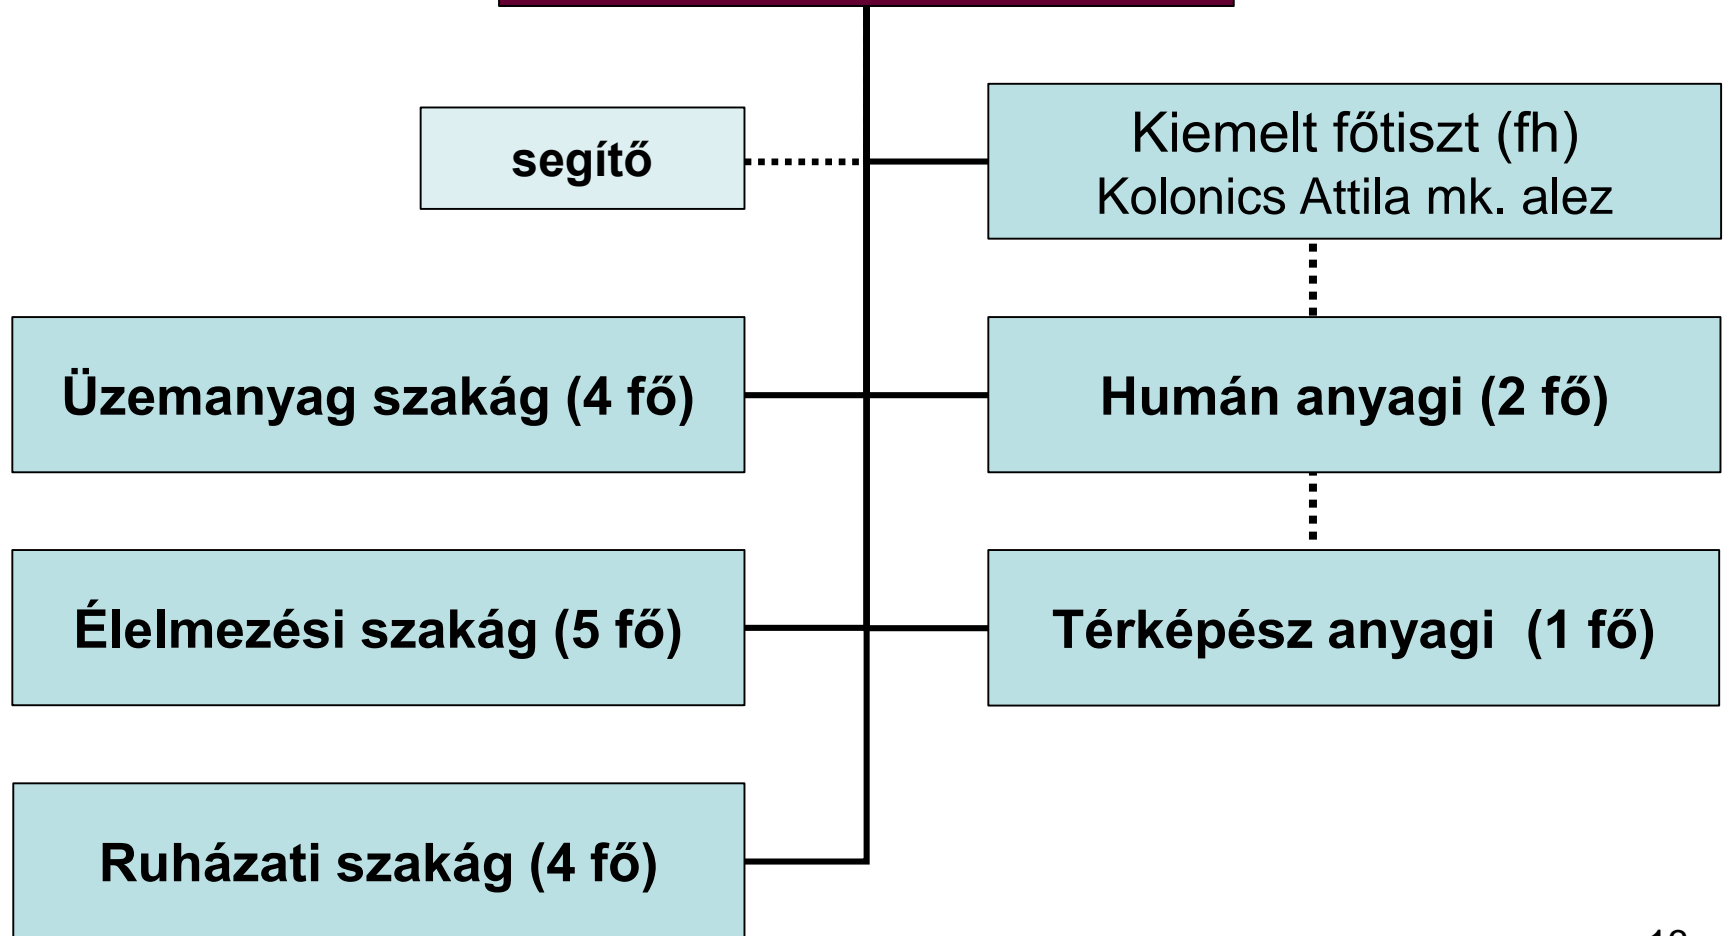 segítő
Kiemelt főtiszt (fh)
Kolonics Attila mk. alez
Üzemanyag szakág (4 fő)
Humán anyagi (2 fő)
Élelmezési szakág (5 fő)
Térképész anyagi  (1 fő)
Ruházati szakág (4 fő)